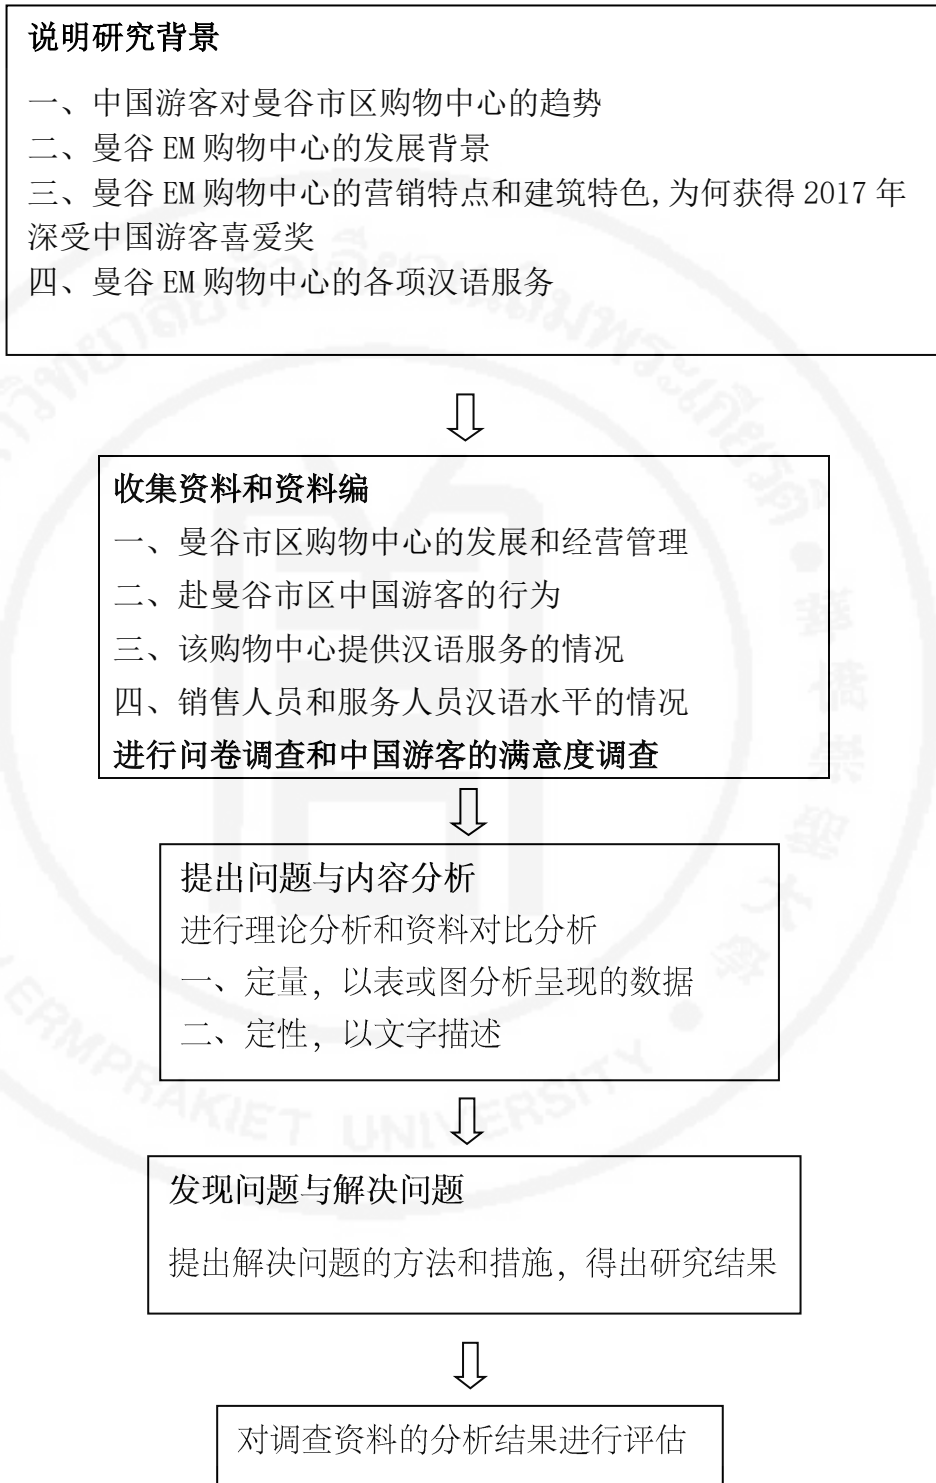 说明研究背景
一、中国游客对曼谷市区购物中心的趋势
二、曼谷 EM 购物中心的发展背景
三、曼谷 EM 购物中心的营销特点和建筑特色,为何获得 2017 年
深受中国游客喜爱奖
四、曼谷 EM 购物中心的各项汉语服务
收集资料和资料编
一、曼谷市区购物中心的发展和经营管理
二、赴曼谷市区中国游客的行为
三、该购物中心提供汉语服务的情况
四、销售人员和服务人员汉语水平的情况
进行问卷调查和中国游客的满意度调查
提出问题与内容分析
进行理论分析和资料对比分析
一、定量，以表或图分析呈现的数据
二、定性，以文字描述
发现问题与解决问题
提出解决问题的方法和措施，得出研究结果
对调查资料的分析结果进行评估